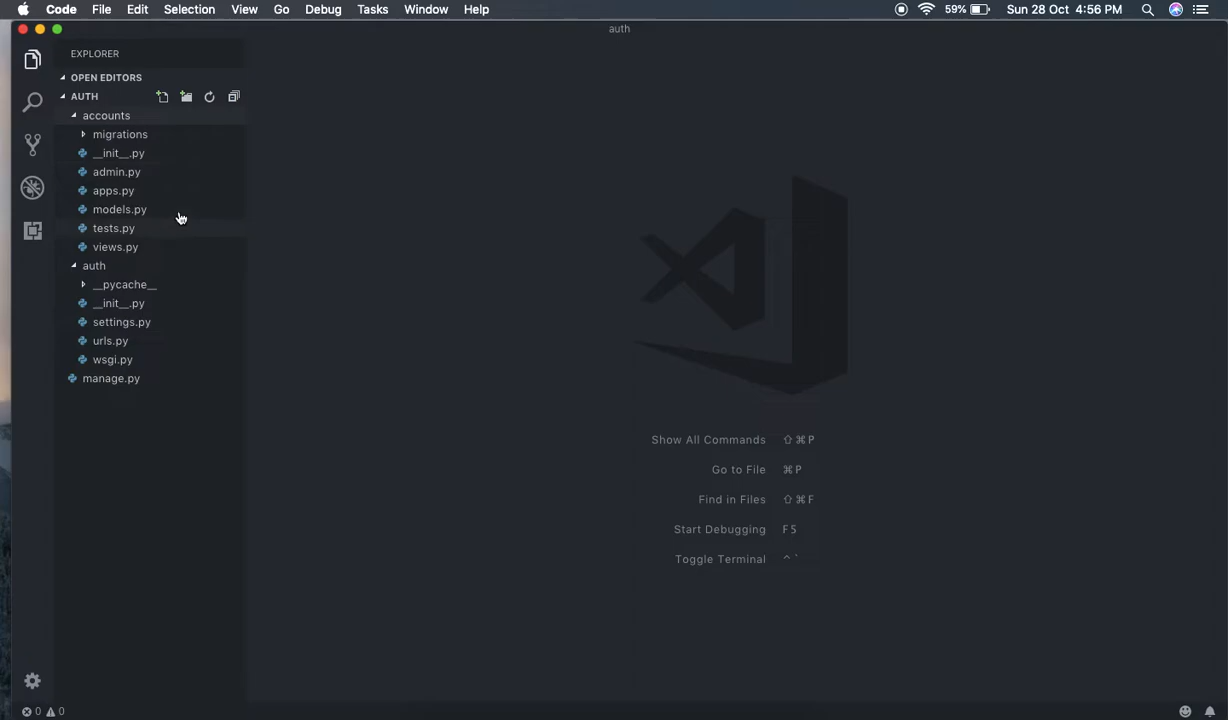 Code File Edit Selection View Go Debug Tasks Window Help 59% Sun 28 Oct 4:56 PM
auth
EXPLORER
OPEN EDITORS
AUTH
accounts
migrations
__init__.py
admin.py
apps.py
models.py
tests.py
views.py
auth
__pycache__
__init__.py
settings.py
urls.py
wsgi.py
manage.py
Show All Commands ⇧⌘P
Go to File ⌘P
Find in Files ⇧⌘F
Start Debugging F5
Toggle Terminal ⌃`
0 0